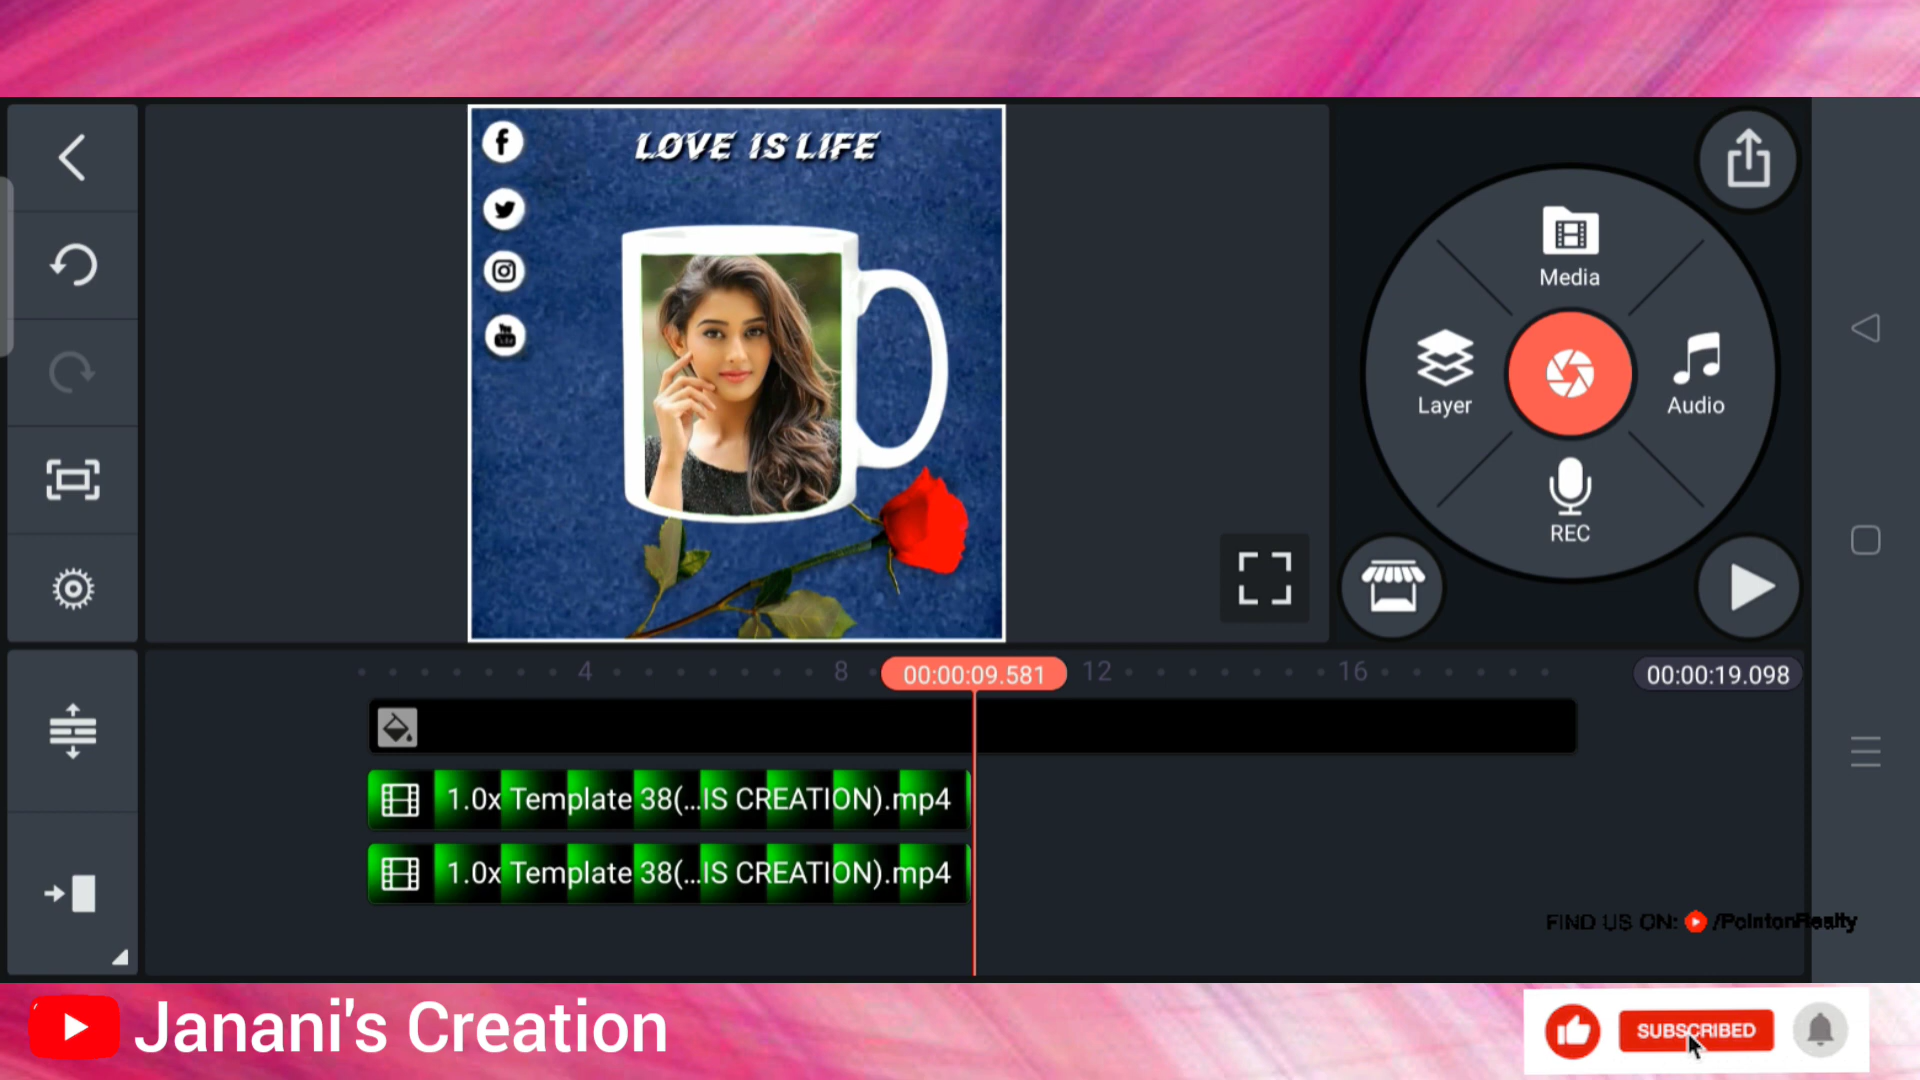 LOVE IS LIFE
Media
Layer
Audio
REC
4
8
00:00:09.581
12
16
00:00:19.098
1.0x Template 38(...IS CREATION).mp4
1.0x Template 38(...IS CREATION).mp4
FIND US ON: /PointonRealty
Janani's Creation
SUBSCRIBED